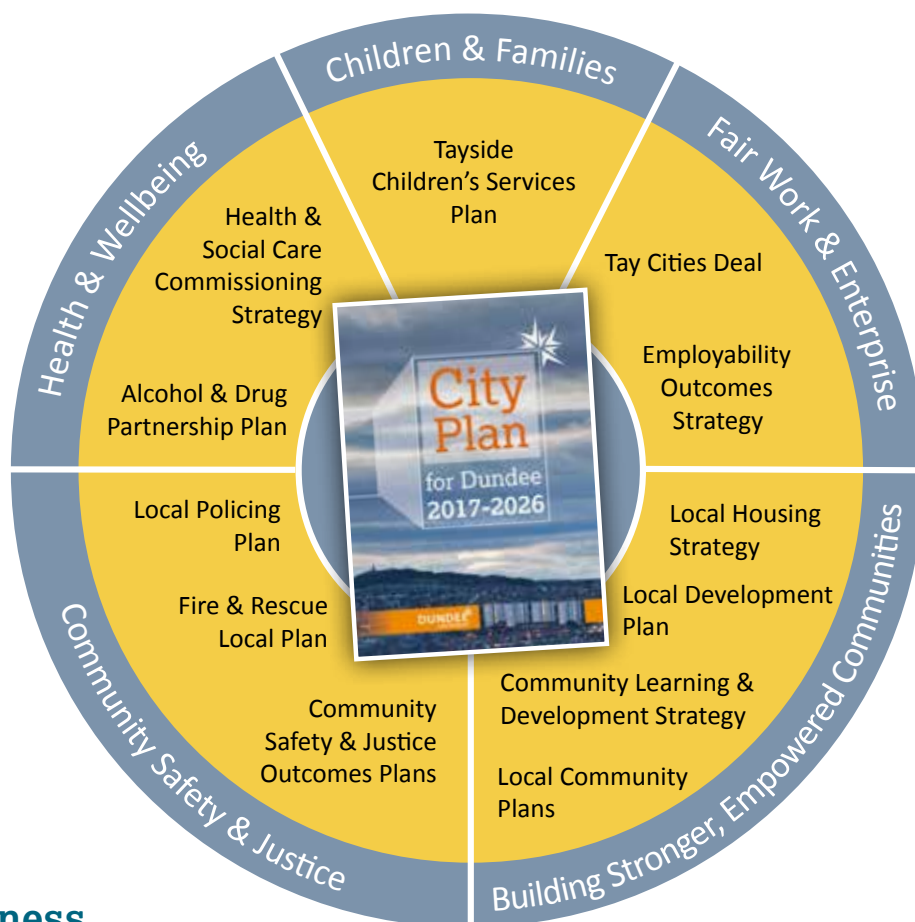 Children & Families
Fair Work & Enterprise
Health & Wellbeing
Tayside
Children's Services
Plan
Health &
Social Care
Commissioning
Strategy
Alcohol & Drug
Partnership Plan
Tay Cities Deal
Employability
Outcomes
Strategy
City
Plan
for Dundee
2017-2026
DUNDEE
Local Policing
Plan
Fire & Rescue
Local Plan
Community
Safety & Justice
Outcomes Plans
Local Housing
Strategy
Local Development
Plan
Community Learning &
Development Strategy
Local Community
Plans
Community Safety & Justice
Building Stronger, Empowered Communities
ness